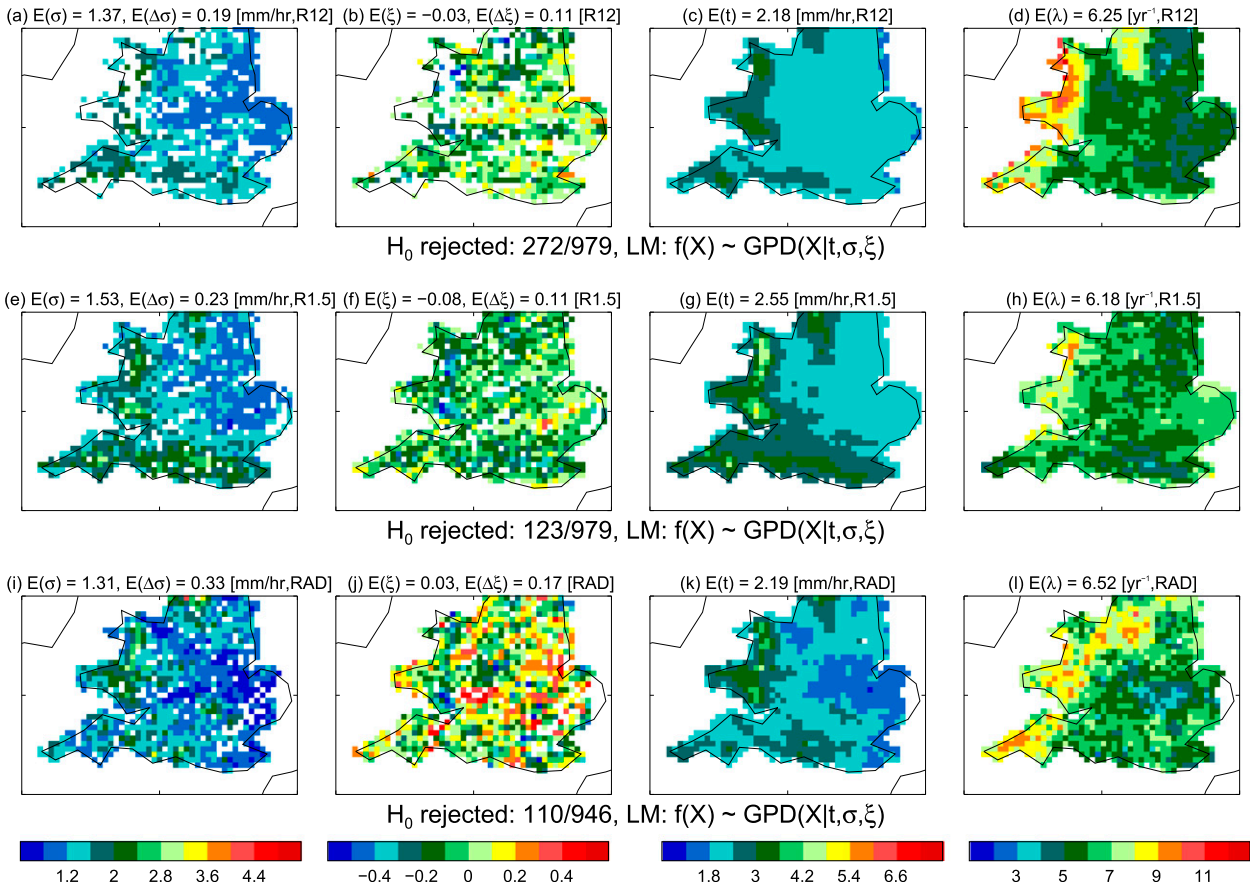 (a) E(σ) = 1.37, E(Δσ) = 0.19 [mm/hr,R12]
(b) E(ξ) = −0.03, E(Δξ) = 0.11 [R12]
(c) E(t) = 2.18 [mm/hr,R12]
(d) E(λ) = 6.25 [yr⁻¹,R12]
H₀ rejected: 272/979, LM: f(X) ~ GPD(X|t,σ,ξ)
(e) E(σ) = 1.53, E(Δσ) = 0.23 [mm/hr,R1.5]
(f) E(ξ) = −0.08, E(Δξ) = 0.11 [R1.5]
(g) E(t) = 2.55 [mm/hr,R1.5]
(h) E(λ) = 6.18 [yr⁻¹,R1.5]
H₀ rejected: 123/979, LM: f(X) ~ GPD(X|t,σ,ξ)
(i) E(σ) = 1.31, E(Δσ) = 0.33 [mm/hr,RAD]
(j) E(ξ) = 0.03, E(Δξ) = 0.17 [RAD]
(k) E(t) = 2.19 [mm/hr,RAD]
(l) E(λ) = 6.52 [yr⁻¹,RAD]
H₀ rejected: 110/946, LM: f(X) ~ GPD(X|t,σ,ξ)
1.2 2 2.8 3.6 4.4
−0.4 −0.2 0 0.2 0.4
1.8 3 4.2 5.4 6.6
3 5 7 9 11